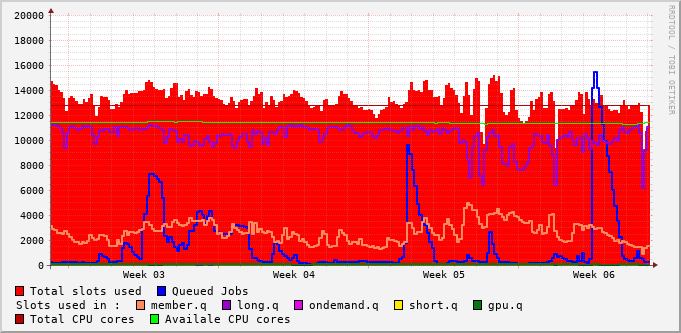 20000
18000
16000
14000
12000
10000
8000
6000
4000
2000
0
Week 03 Week 04 Week 05 Week 06
Total slots used Queued Jobs
Slots used in : member.q long.q ondemand.q short.q gpu.q
Total CPU cores Availale CPU cores
RRDTOOL / TOBI OETIKER